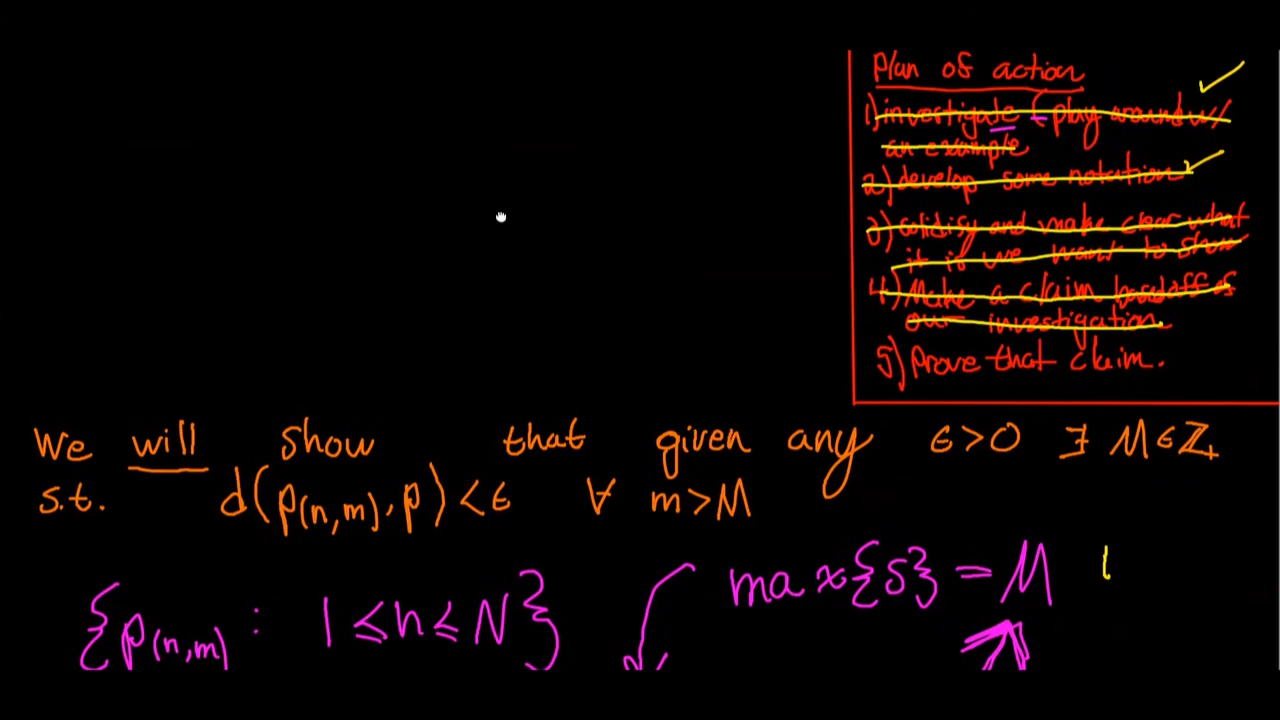 Plan of action
1) investigate (play around w/
an example
2) develop some notation
3) solidify and make clear what
it is we want to show
4) Make a claim based off of
our investigation.
5) Prove that claim.
We will show that given any ε>0 ∃ M∈ℤ₊
s.t. d(p(n,m), p) < ε ∀ m>M
{p(n,m) : 1≤n≤N} max{S} = M